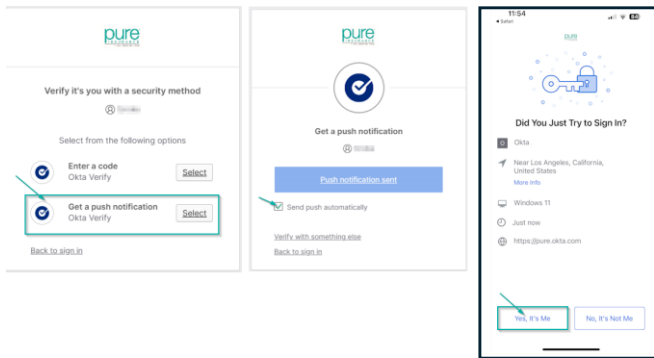 pure
INSURANCE
Verify it's you with a security method
Select from the following options
Enter a code
Okta Verify
Select
Get a push notification
Okta Verify
Select
Back to sign in
pure
INSURANCE
Get a push notification
Push notification sent
Send push automatically
Verify with something else
Back to sign in
11:54
Safari
pure
Did You Just Try to Sign In?
Okta
Near Los Angeles, California,
United States
More Info
Windows 11
Just now
https://pure.okta.com
Yes, It's Me
No, It's Not Me